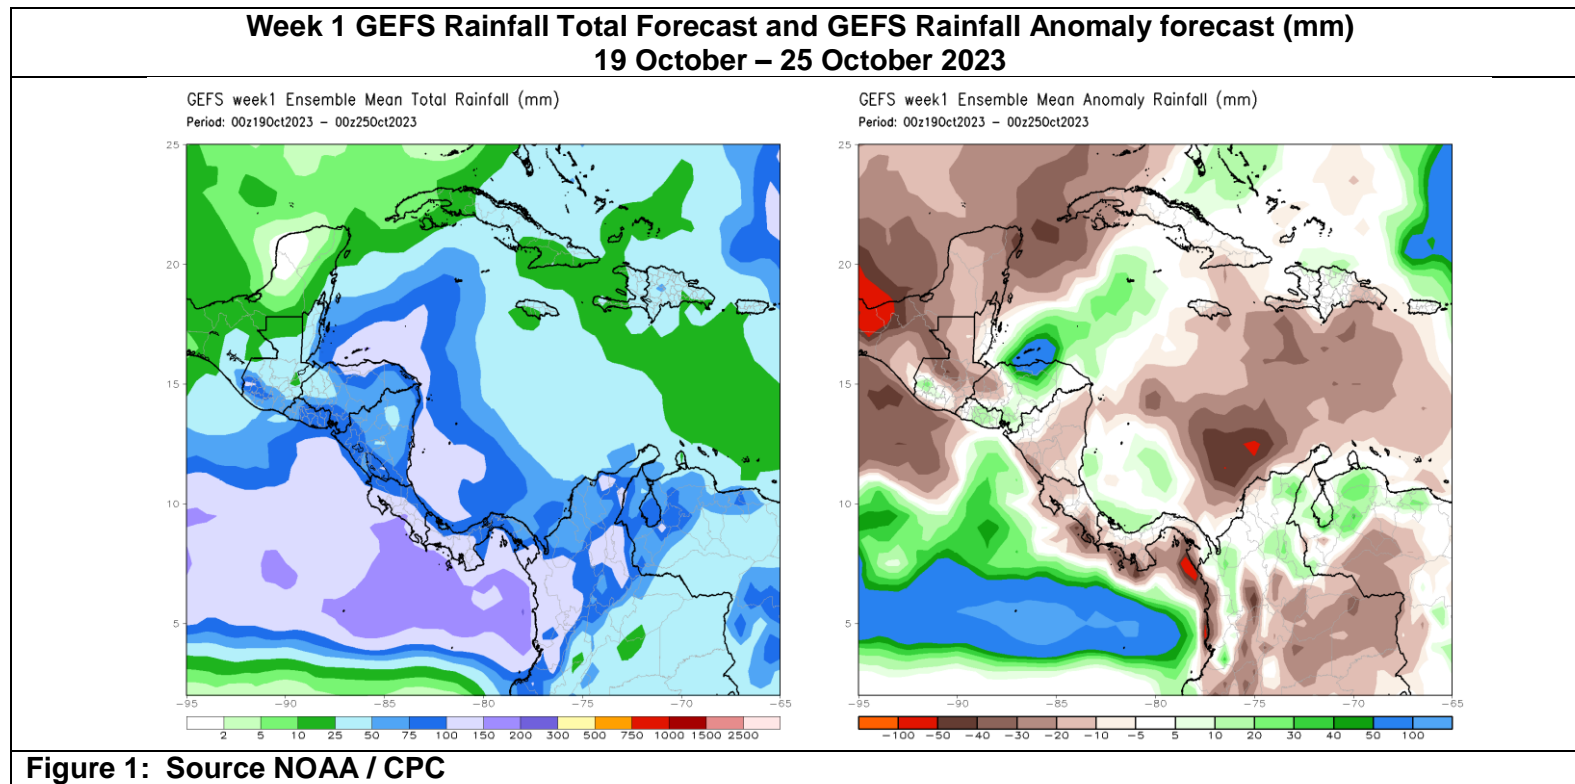 Week 1 GEFS Rainfall Total Forecast and GEFS Rainfall Anomaly forecast (mm)
19 October – 25 October 2023
GEFS week1 Ensemble Mean Total Rainfall (mm)
Period: 00z19Oct2023 – 00z25Oct2023
25
20
15
10
5
−95 −90 −85 −80 −75 −70 −65
2 5 10 25 50 75 100 150 200 300 500 750 1000 1500 2500
GEFS week1 Ensemble Mean Anomaly Rainfall (mm)
Period: 00z19Oct2023 – 00z25Oct2023
25
20
15
10
5
−95 −90 −85 −80 −75 −70 −65
−100 −50 −40 −30 −20 −10 −5 5 10 20 30 40 50 100
Figure 1: Source NOAA / CPC